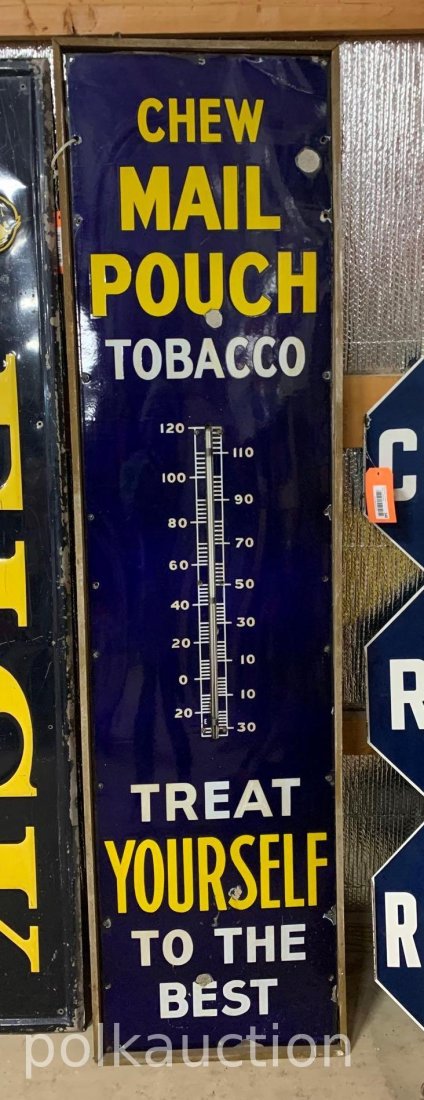 CHEW
MAIL
POUCH
TOBACCO
120
110
100
90
80
70
60
50
40
30
20
10
0
10
20
30
TREAT
YOURSELF
TO THE
BEST
C
R
R
polkauction